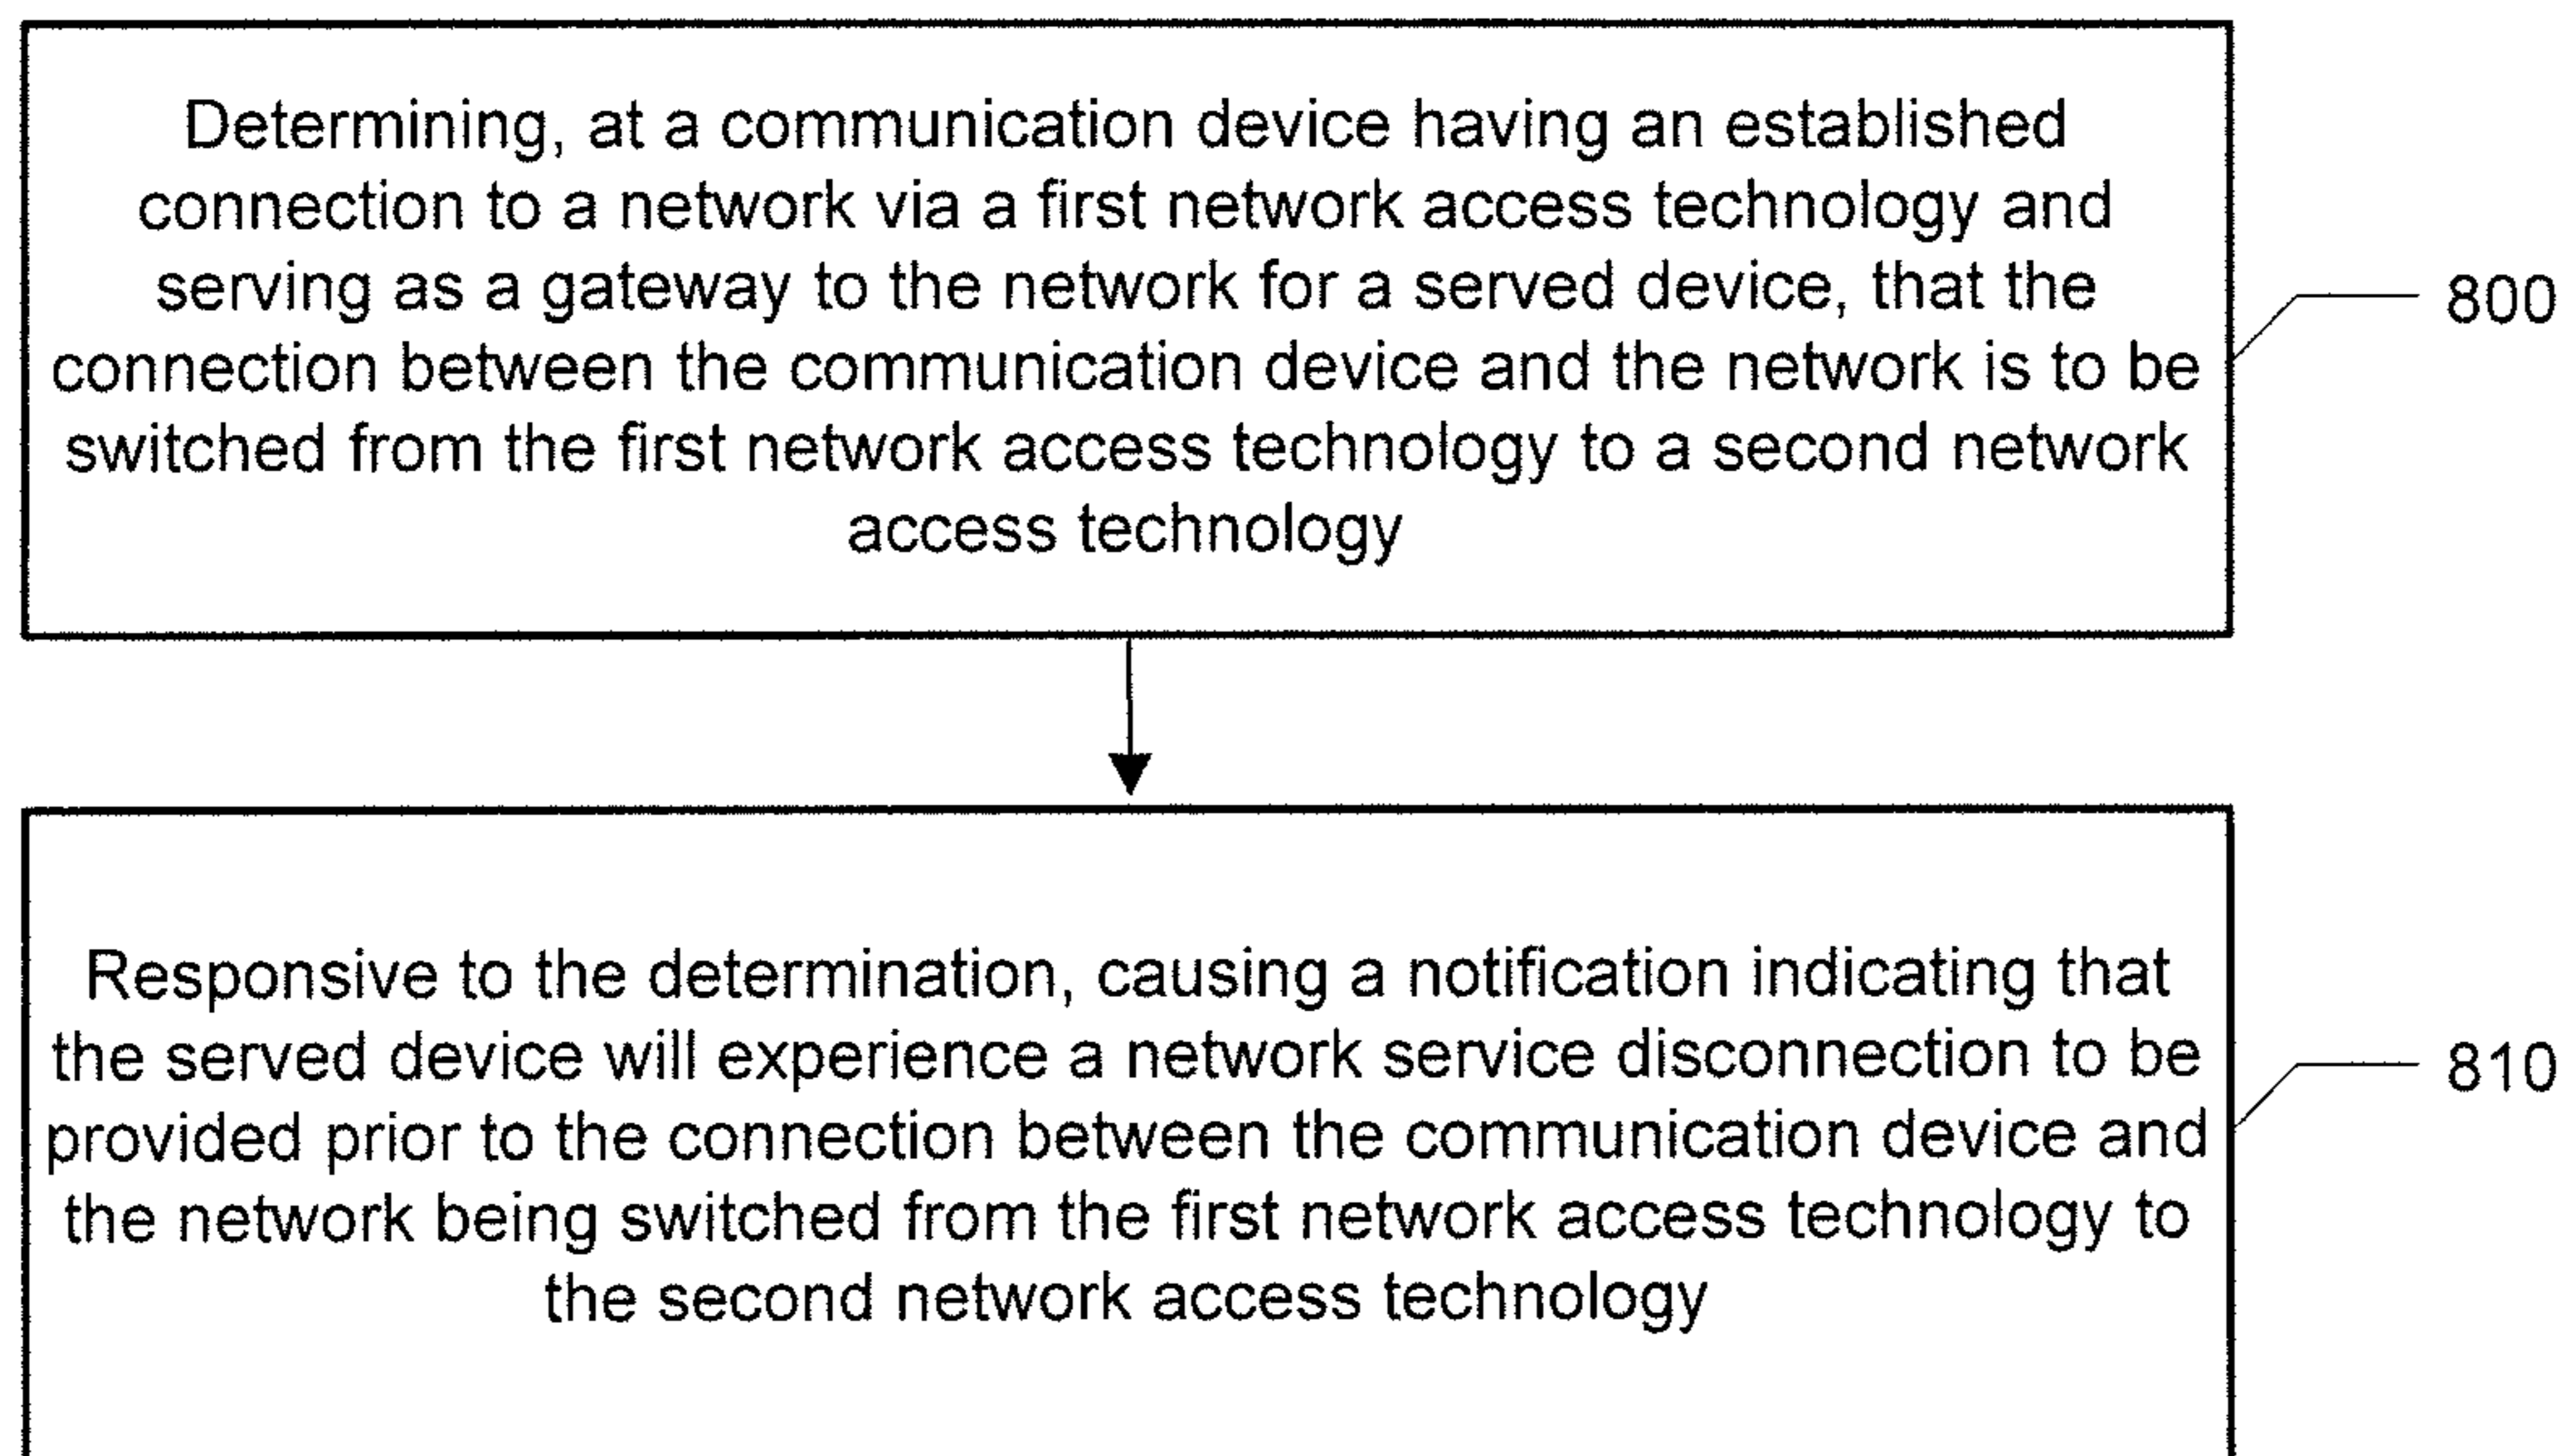 Determining, at a communication device having an established
connection to a network via a first network access technology and
serving as a gateway to the network for a served device, that the
connection between the communication device and the network is to be
switched from the first network access technology to a second network
access technology
800
Responsive to the determination, causing a notification indicating that
the served device will experience a network service disconnection to be
provided prior to the connection between the communication device and
the network being switched from the first network access technology to
the second network access technology
810